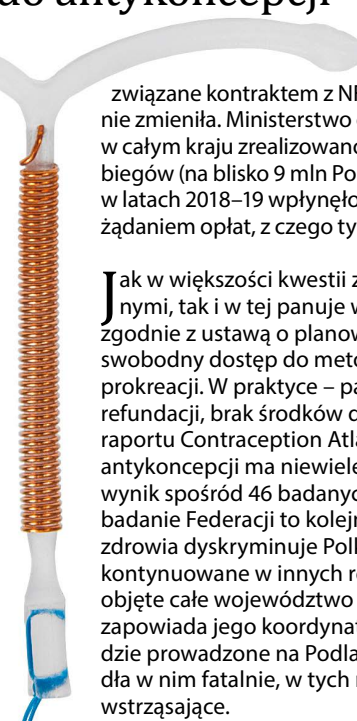 do antykoncepcji
związane kontraktem z NF
nie zmieniła. Ministerstwo
w całym kraju zrealizowano
biegów (na blisko 9 mln Po
w latach 2018–19 wpłynęło
żądaniem opłat, z czego ty
Jak w większości kwestii z
nymi, tak i w tej panuje w
zgodnie z ustawą o planow
swobodny dostęp do meto
prokreacji. W praktyce – pa
refundacji, brak środków
raportu Contraception Atla
antykoncepcji ma niewiele
wynik spośród 46 badanyc
badanie Federacji to kolejn
zdrowia dyskryminuje Polk
kontynuowane w innych re
objęte całe województwo
zapowiada jego koordynat
dzie prowadzone na Podla
dła w nim fatalnie, w tych
wstrząsające.